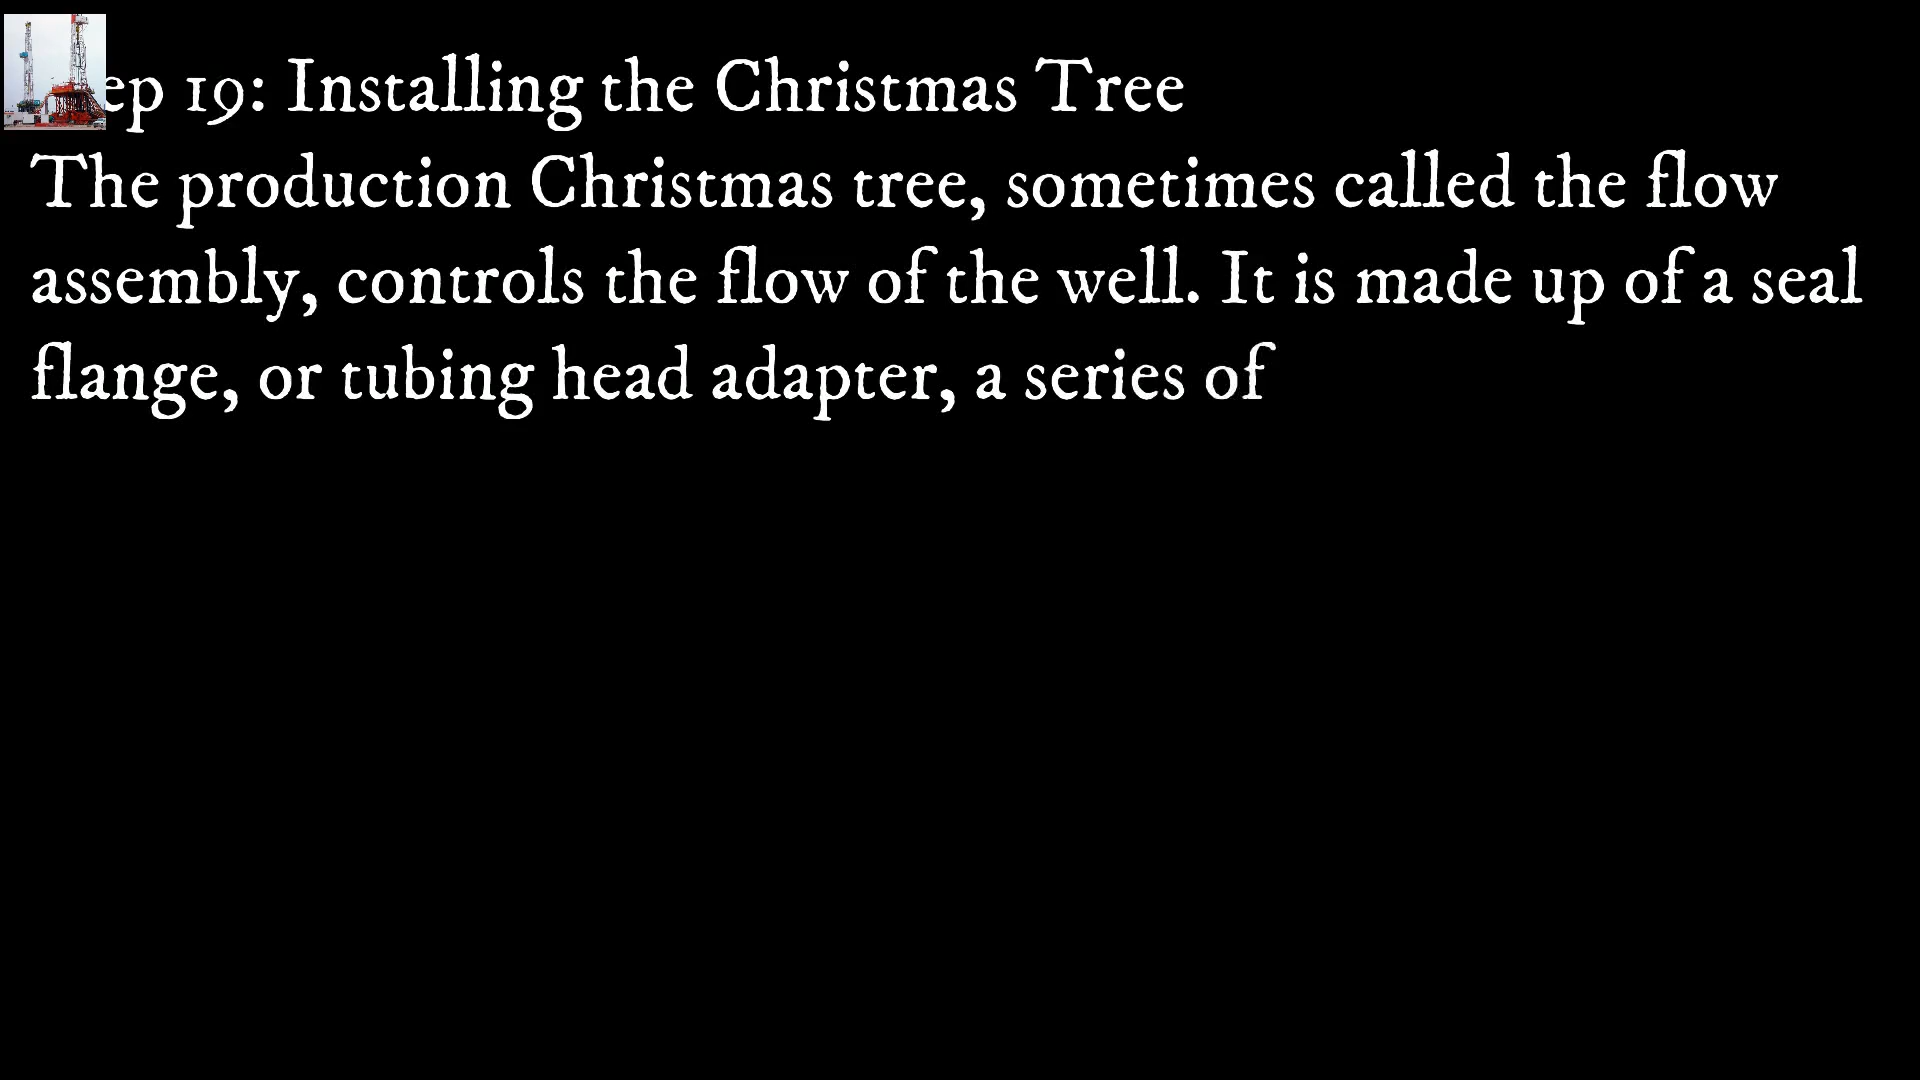 ep 19: Installing the Christmas Tree
The production Christmas tree, sometimes called the flow
assembly, controls the flow of the well. It is made up of a seal
flange, or tubing head adapter, a series of